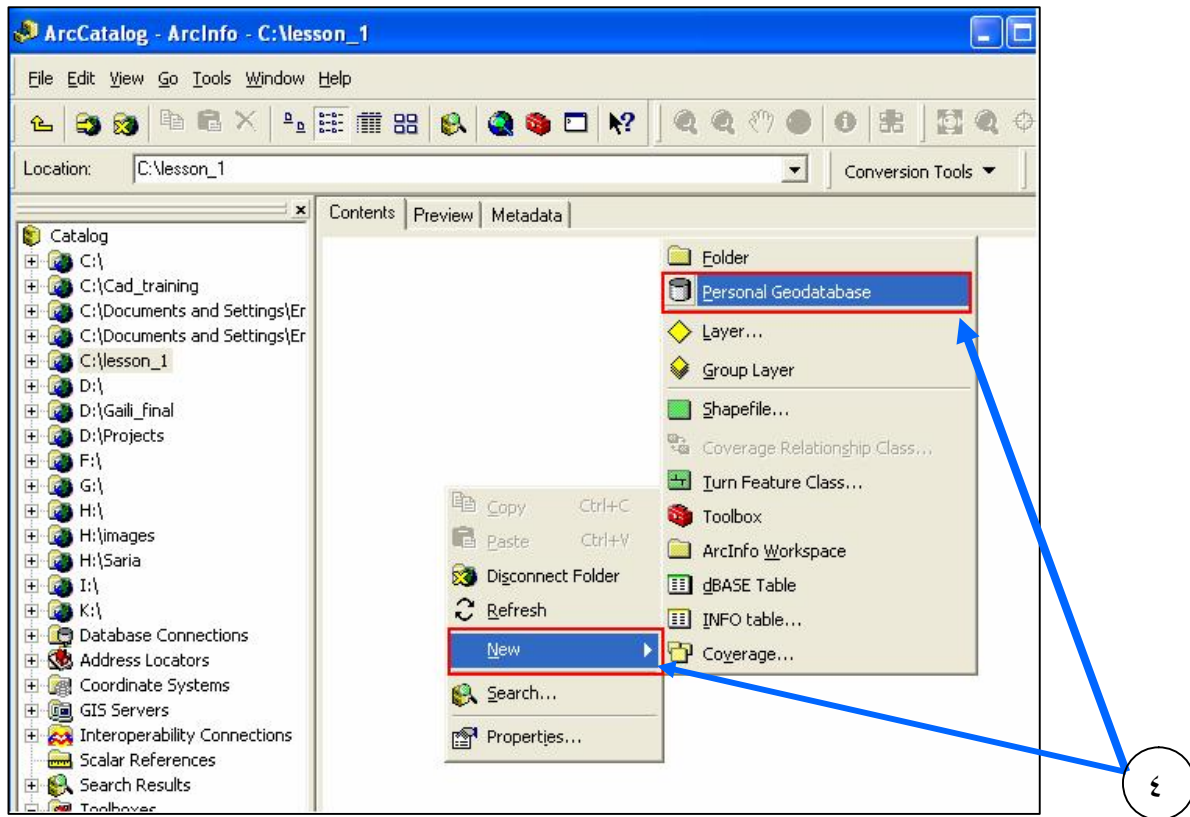 ArcCatalog - ArcInfo - C:\lesson_1
File Edit View Go Tools Window Help
Location: C:\lesson_1 Conversion Tools
Contents Preview Metadata
Catalog
C:\
C:\Cad_training
C:\Documents and Settings\Er
C:\Documents and Settings\Er
C:\lesson_1
D:\
D:\Gaili_final
D:\Projects
F:\
G:\
H:\
H:\images
H:\Saria
I:\
K:\
Database Connections
Address Locators
Coordinate Systems
GIS Servers
Interoperability Connections
Scalar References
Search Results
Toolboxes
Copy Ctrl+C
Paste Ctrl+V
Disconnect Folder
Refresh
New
Search...
Properties...
Folder
Personal Geodatabase
Layer...
Group Layer
Shapefile...
Coverage Relationship Class...
Turn Feature Class...
Toolbox
ArcInfo Workspace
dBASE Table
INFO table...
Coverage...
٤